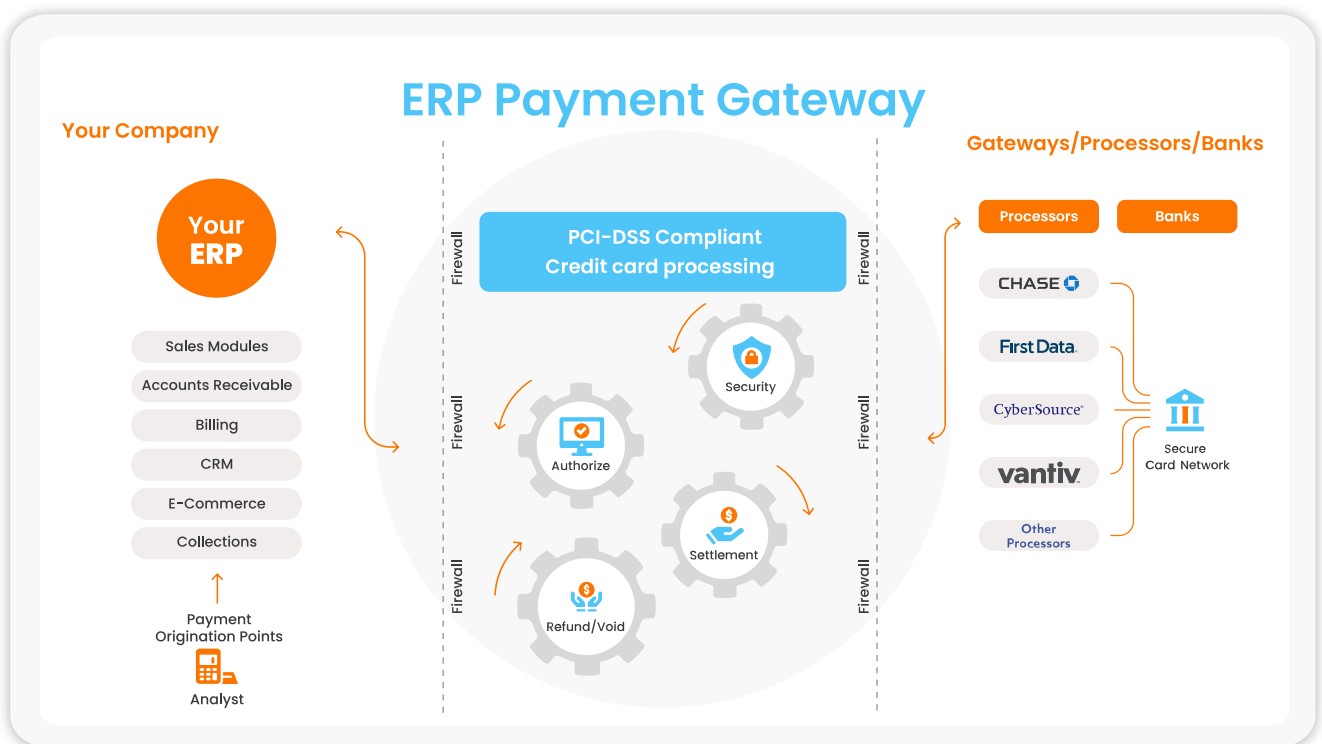 ERP Payment Gateway
Your Company
Your
ERP
Sales Modules
Accounts Receivable
Billing
CRM
E-Commerce
Collections
Payment
Origination Points
Analyst
Firewall
Firewall
Firewall
PCI-DSS Compliant
Credit card processing
Security
Authorize
Settlement
Refund/Void
Firewall
Firewall
Firewall
Gateways/Processors/Banks
Processors
Banks
CHASE
First Data.
CyberSource®
vantiv.
Other
Processors
Secure
Card Network